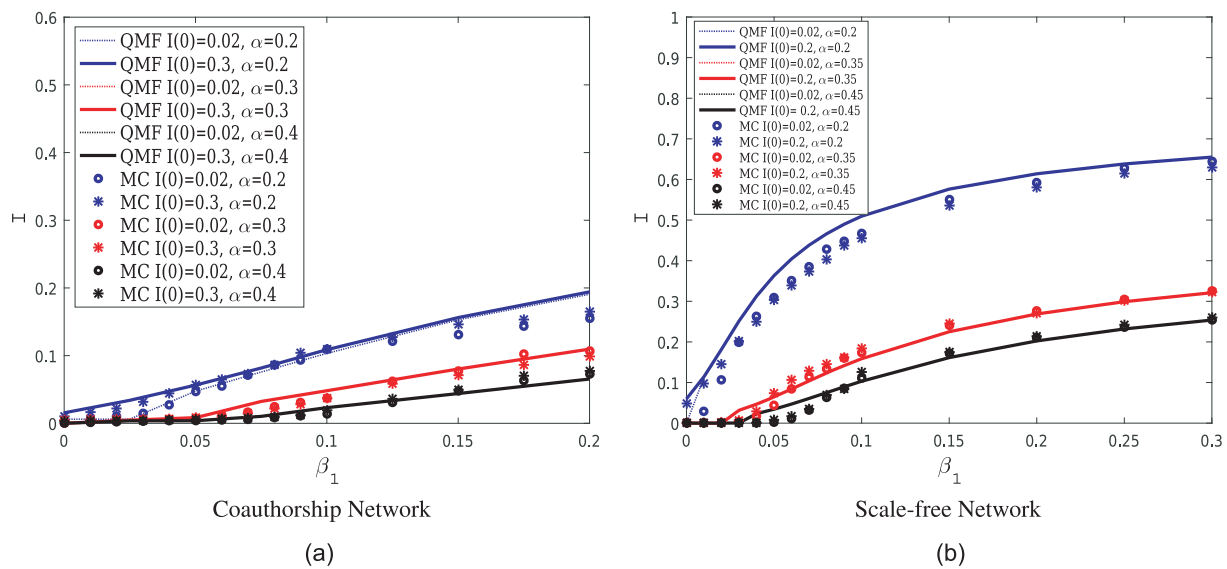 0.6
0.5
0.4
0.3
0.2
0.1
0
I
QMF I(0)=0.02, α=0.2
QMF I(0)=0.3, α=0.2
QMF I(0)=0.02, α=0.3
QMF I(0)=0.3, α=0.3
QMF I(0)=0.02, α=0.4
QMF I(0)=0.3, α=0.4
MC I(0)=0.02, α=0.2
MC I(0)=0.3, α=0.2
MC I(0)=0.02, α=0.3
MC I(0)=0.3, α=0.3
MC I(0)=0.02, α=0.4
MC I(0)=0.3, α=0.4
0 0.05 0.1 0.15 0.2
β1
Coauthorship Network
(a)
1
0.9
0.8
0.7
0.6
0.5
0.4
0.3
0.2
0.1
0
I
QMF I(0)=0.02, α=0.2
QMF I(0)=0.2, α=0.2
QMF I(0)=0.02, α=0.35
QMF I(0)=0.2, α=0.35
QMF I(0)=0.02, α=0.45
QMF I(0)= 0.2, α=0.45
MC I(0)=0.02, α=0.2
MC I(0)=0.2, α=0.2
MC I(0)=0.02, α=0.35
MC I(0)=0.2, α=0.35
MC I(0)=0.02, α=0.45
MC I(0)=0.2, α=0.45
0 0.05 0.1 0.15 0.2 0.25 0.3
β1
Scale-free Network
(b)